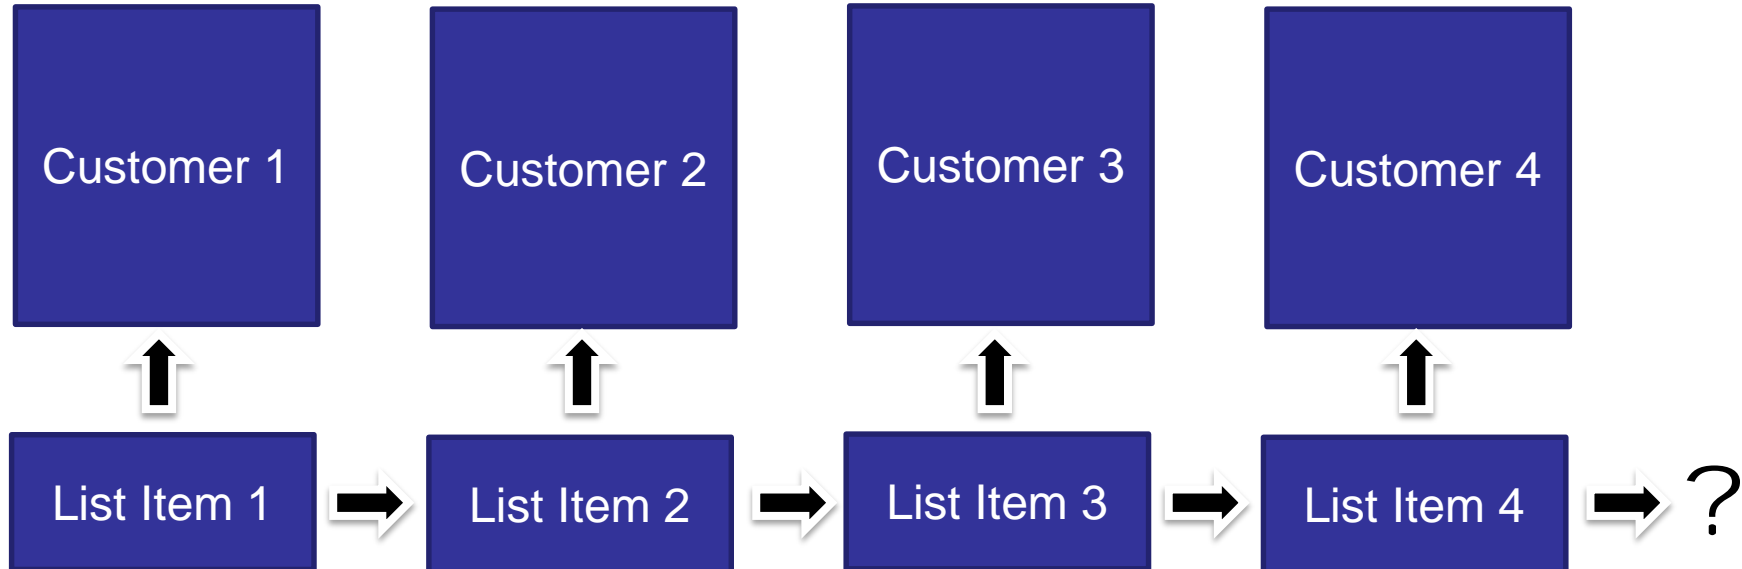 Customer 1
Customer 2
Customer 3
Customer 4
List Item 1
List Item 2
List Item 3
List Item 4
?